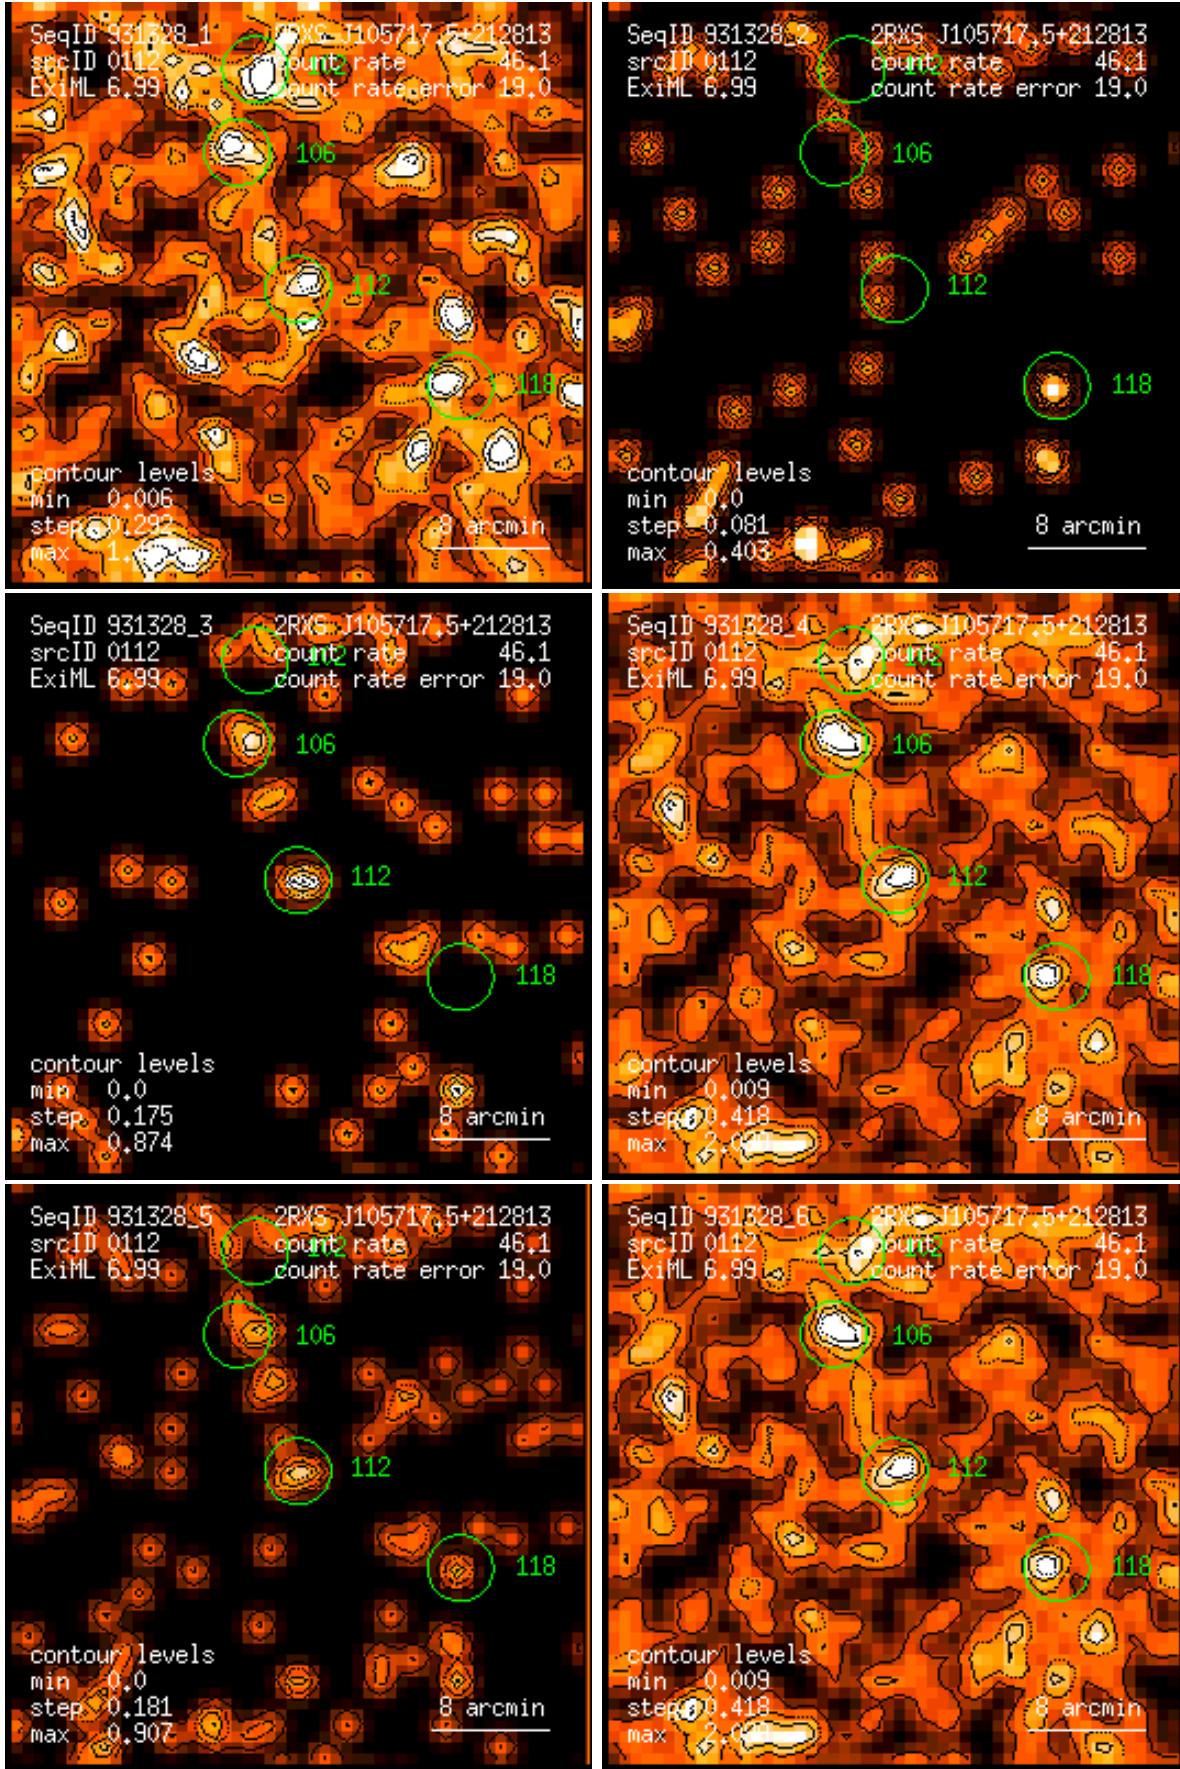 SeqID 931328_1 2RXS J105717.5+212813
srcID 0112 count rate 46.1
102
ExiML 6.99 count rate error 19.0
106
112
118
contour levels
min 0.006
step 0.292 8 arcmin
max
SeqID 931328_2 2RXS J105717.5+212813
srcID 0112 count rate 46.1
102
ExiML 6.99 count rate error 19.0
106
112
118
contour levels
min 0.0
step 0.081 8 arcmin
max 0.403
SeqID 931328_3 2RXS J105717.5+212813
srcID 0112 count rate 46.1
102
ExiML 6.99 count rate error 19.0
106
112
118
contour levels
min 0.0
step 0.175 8 arcmin
max 0.874
SeqID 931328_4 2RXS J105717.5+212813
srcID 0112 count rate 46.1
102
ExiML 6.99 count rate error 19.0
106
112
118
contour levels
min 0.009
step 0.418 8 arcmin
max
SeqID 931328_5 2RXS J105717.5+212813
srcID 0112 count rate 46.1
102
ExiML 6.99 count rate error 19.0
106
112
118
contour levels
min 0.0
step 0.181 8 arcmin
max 0.907
SeqID 931328_6 2RXS J105717.5+212813
srcID 0112 count rate 46.1
102
ExiML 6.99 count rate error 19.0
106
112
118
contour levels
min 0.009
step 0.418 8 arcmin
max